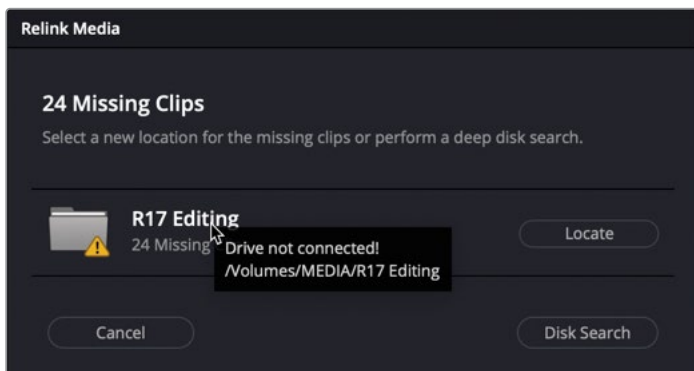 Relink Media
24 Missing Clips
Select a new location for the missing clips or perform a deep disk search.
R17 Editing
24 Missing
Drive not connected!
/Volumes/MEDIA/R17 Editing
Locate
Cancel
Disk Search